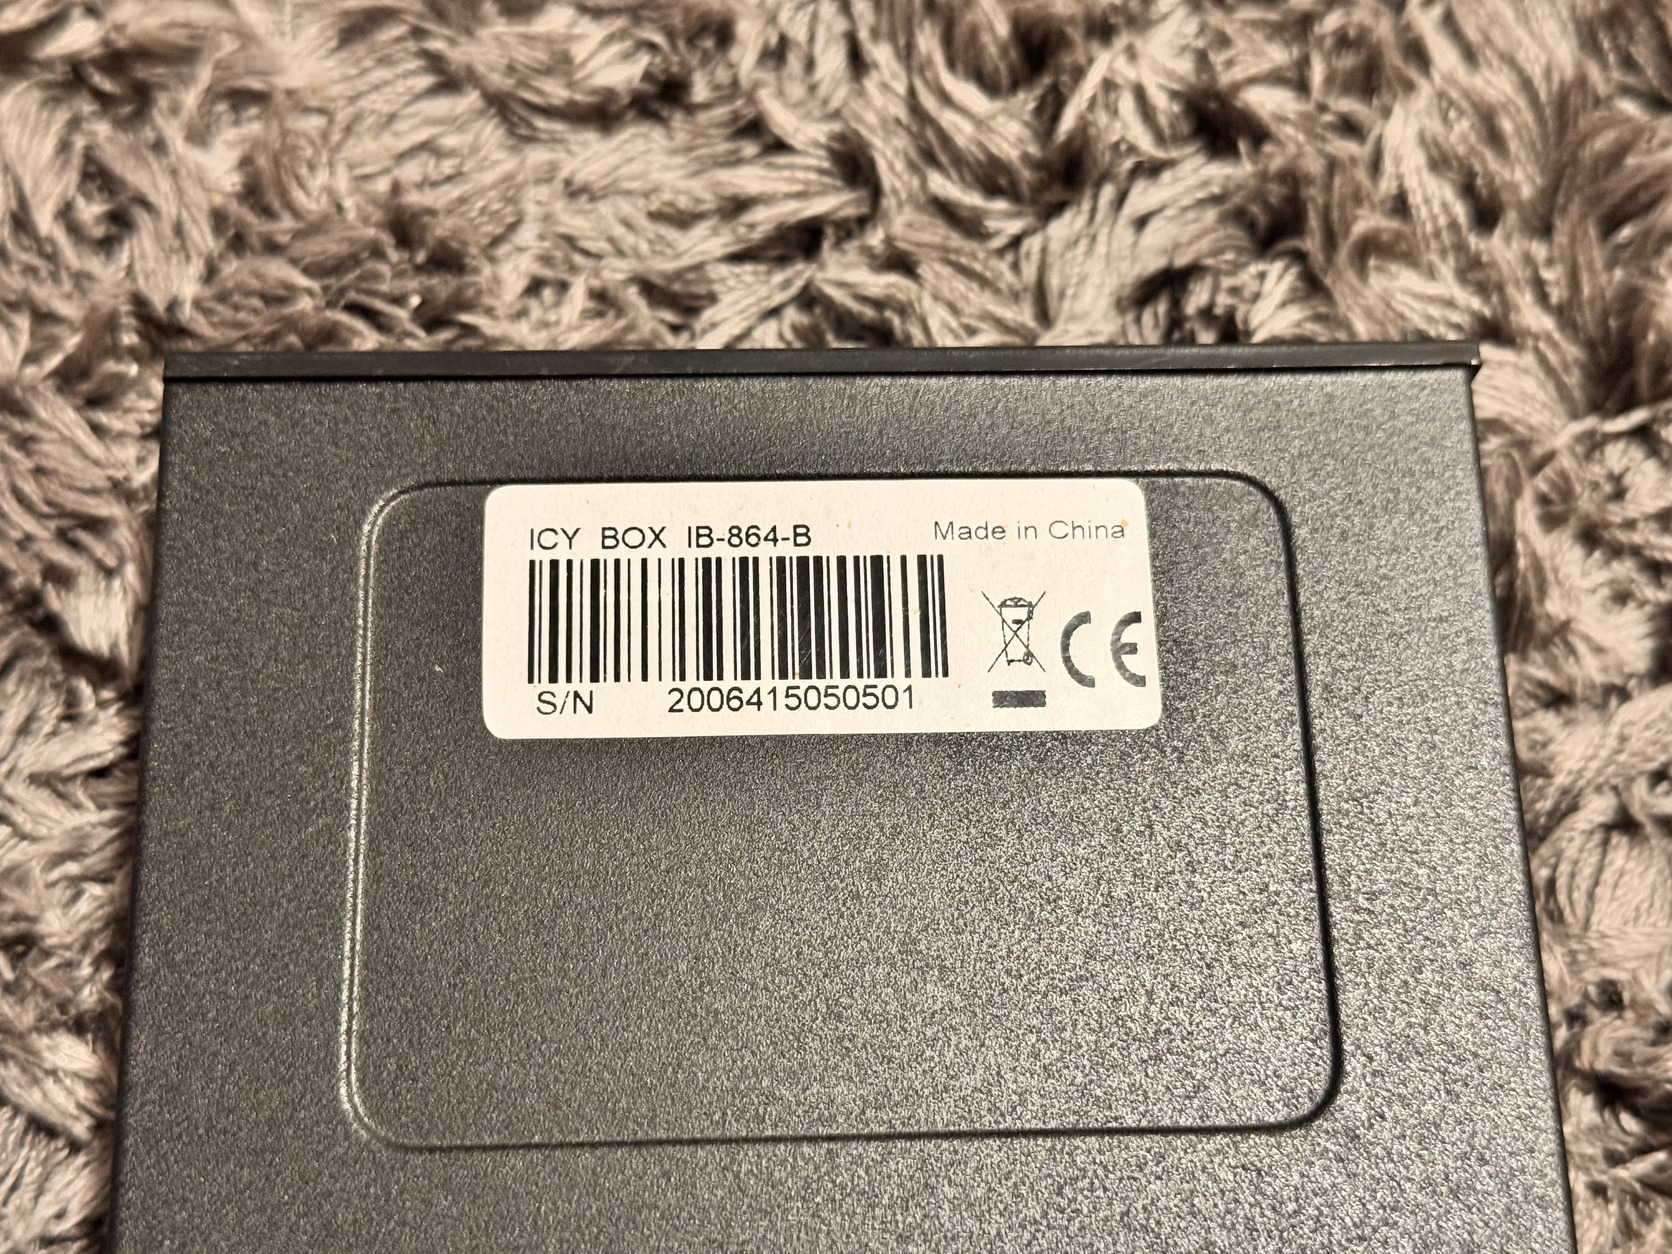 ICY BOX IB-864-B
Made in China
CE
S/N 2006415050501